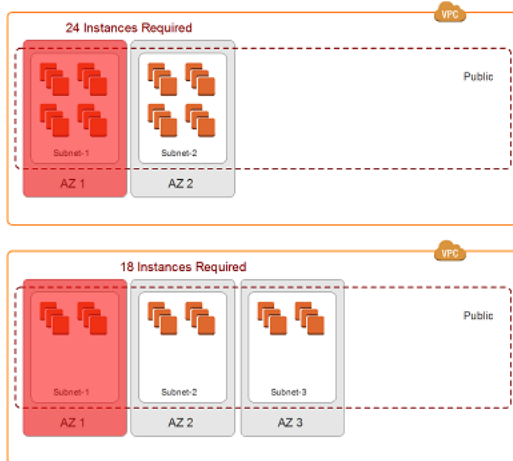 VPC
24 Instances Required
Public
Subnet-1
Subnet-2
AZ 1
AZ 2
VPC
18 Instances Required
Public
Subnet-1
Subnet-2
Subnet-3
AZ 1
AZ 2
AZ 3